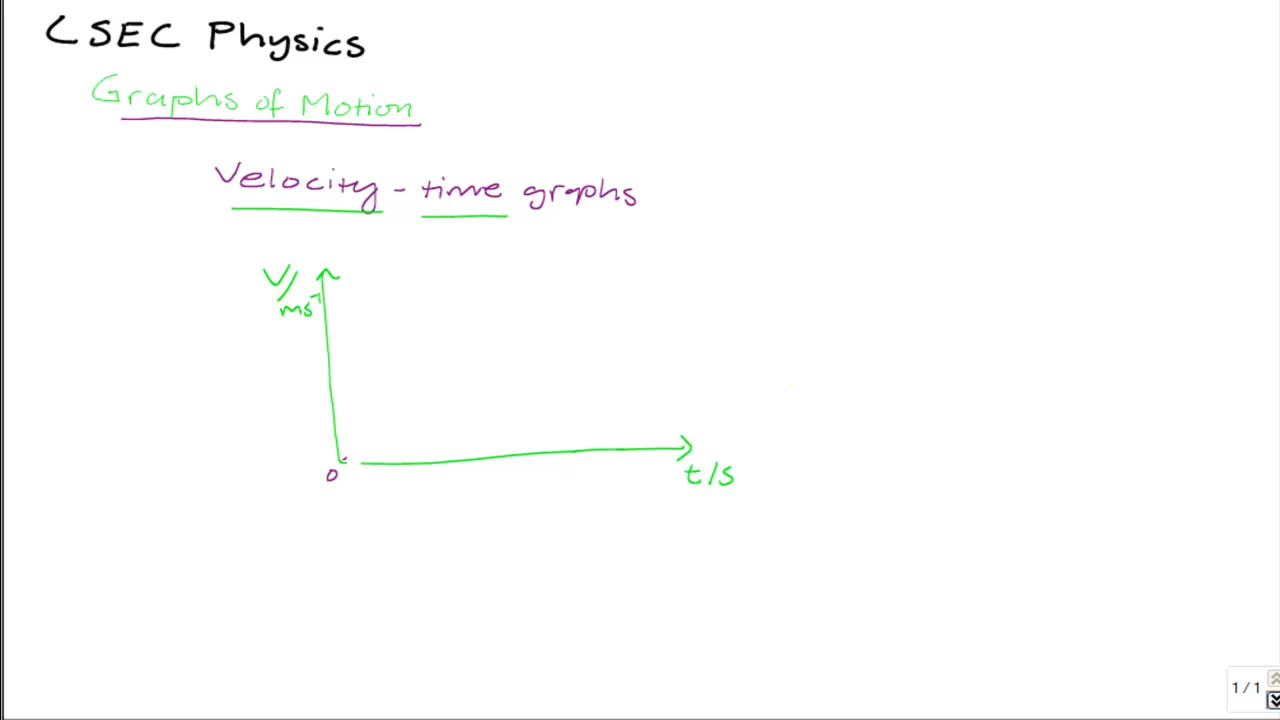 CSEC Physics
Graphs of Motion
Velocity - time graphs
V/
ms⁻¹
0
t/s
1 / 1